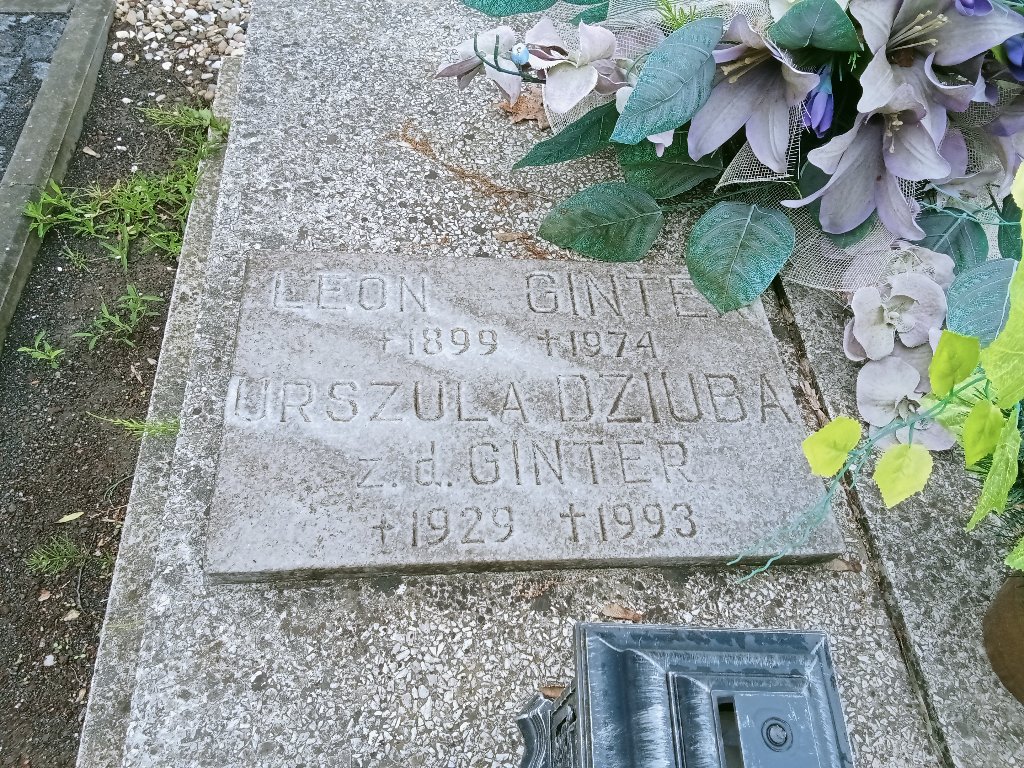 LEON GINTER
+1899 +1974
URSZULA DZIUBA
z.d. GINTER
+1929 +1993